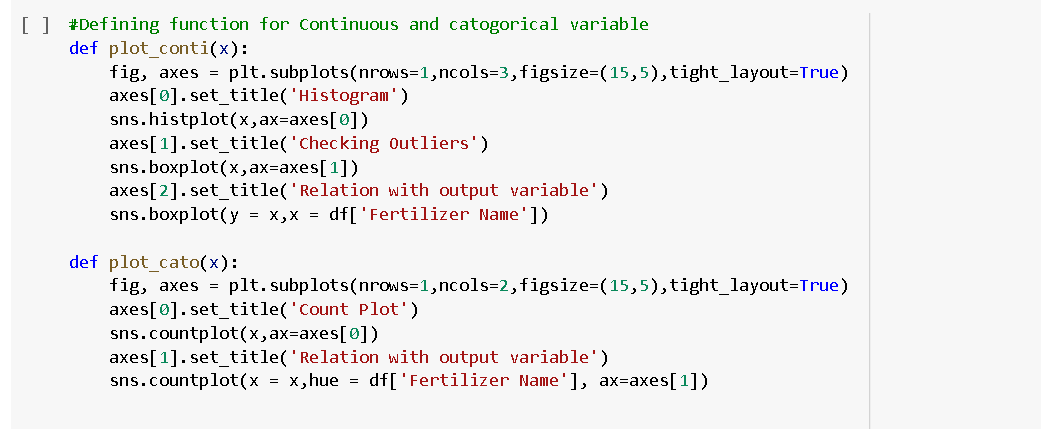 [ ] #Defining function for Continuous and catogorical variable
def plot_conti(x):
    fig, axes = plt.subplots(nrows=1,ncols=3,figsize=(15,5),tight_layout=True)
    axes[0].set_title('Histogram')
    sns.histplot(x,ax=axes[0])
    axes[1].set_title('Checking Outliers')
    sns.boxplot(x,ax=axes[1])
    axes[2].set_title('Relation with output variable')
    sns.boxplot(y = x,x = df['Fertilizer Name'])

def plot_cato(x):
    fig, axes = plt.subplots(nrows=1,ncols=2,figsize=(15,5),tight_layout=True)
    axes[0].set_title('Count Plot')
    sns.countplot(x,ax=axes[0])
    axes[1].set_title('Relation with output variable')
    sns.countplot(x = x,hue = df['Fertilizer Name'], ax=axes[1])